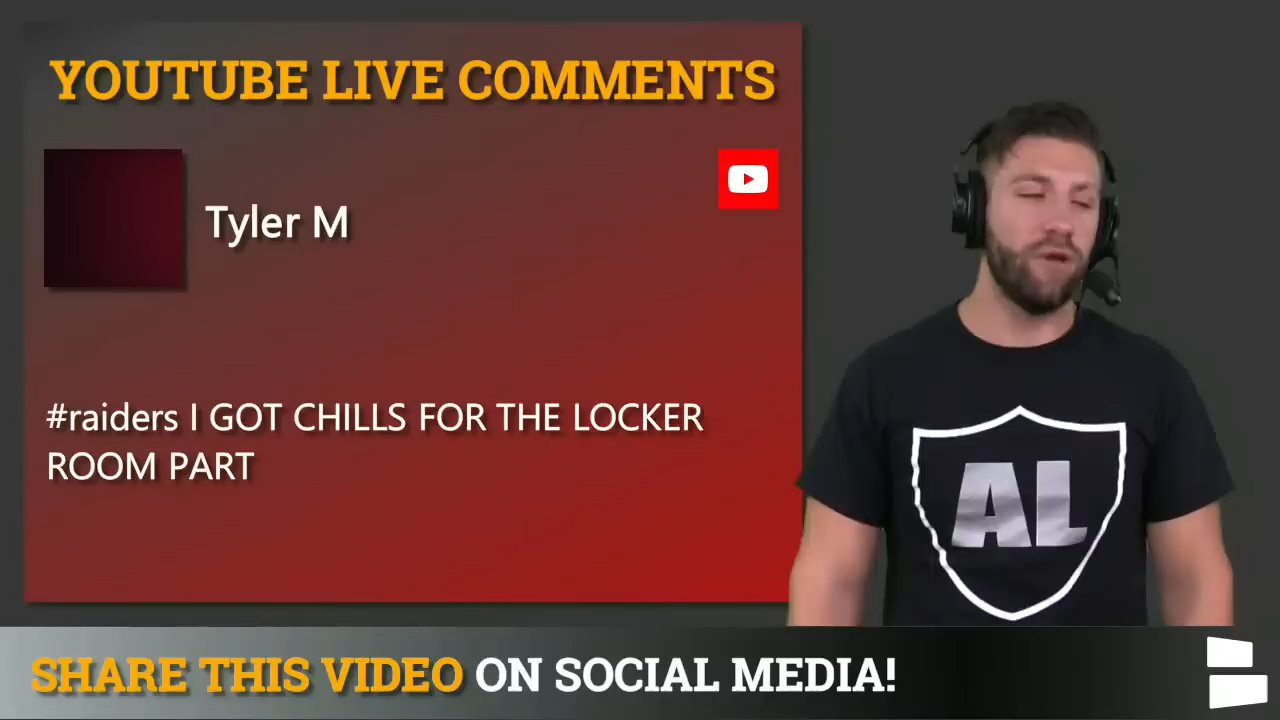 YOUTUBE LIVE COMMENTS
Tyler M
#raiders I GOT CHILLS FOR THE LOCKER
ROOM PART
AL
SHARE THIS VIDEO ON SOCIAL MEDIA!